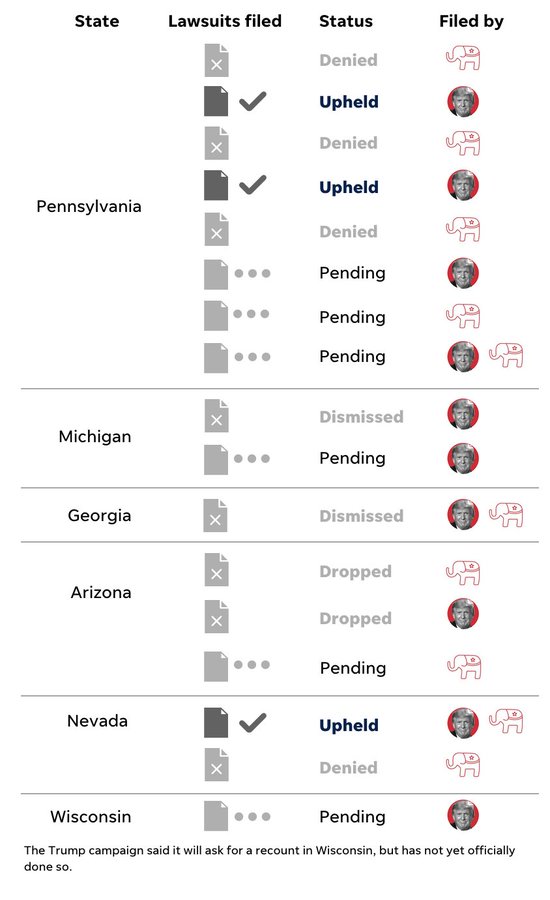 State Lawsuits filed Status Filed by
Denied
Upheld
Denied
Upheld
Pennsylvania
Denied
Pending
Pending
Pending
Dismissed
Michigan
Pending
Georgia Dismissed
Dropped
Arizona
Dropped
Pending
Nevada Upheld
Denied
Wisconsin Pending
The Trump campaign said it will ask for a recount in Wisconsin, but has not yet officially
done so.